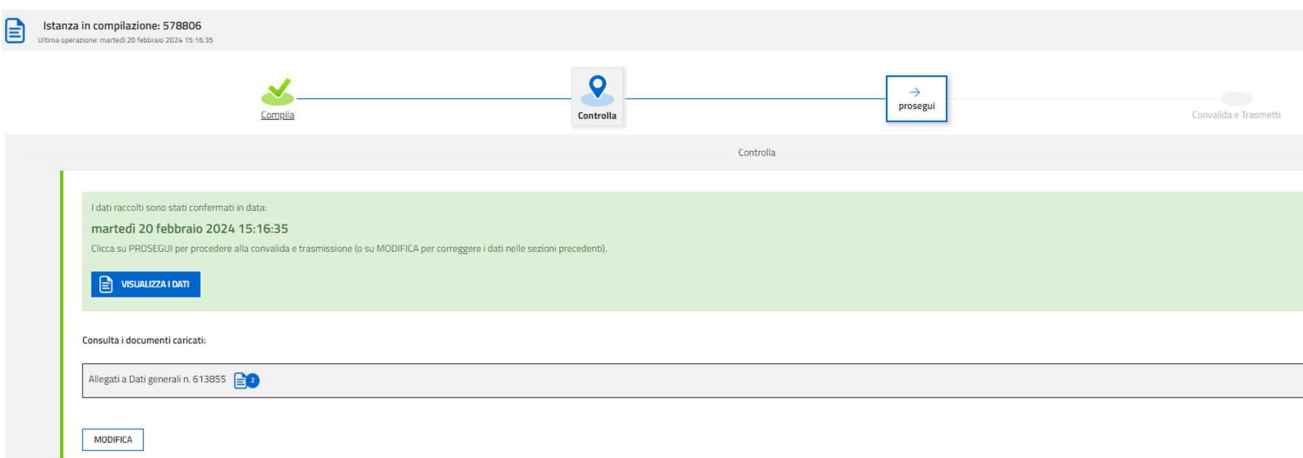 Istanza in compilazione: 578806
Ultima operazione: martedì 20 febbraio 2024 15:16:35
Compila
Controlla
prosegui
Convalida e Trasmetti
Controlla
I dati raccolti sono stati confermati in data:
martedì 20 febbraio 2024 15:16:35
Clicca su PROSEGUI per procedere alla convalida e trasmissione (o su MODIFICA per correggere i dati nelle sezioni precedenti).
VISUALIZZA I DATI
Consulta i documenti caricati:
Allegati a Dati generali n. 613855 2
MODIFICA